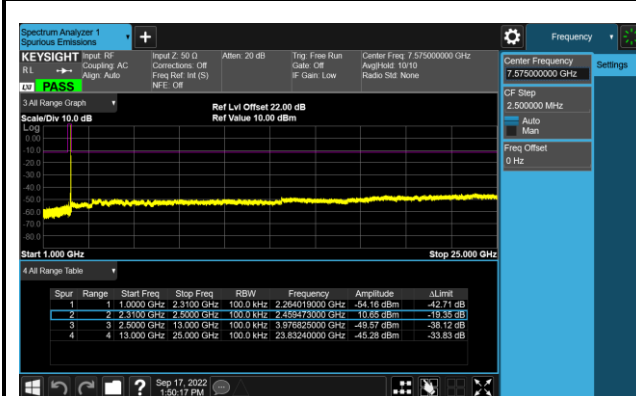 Spectrum Analyzer 1
Spurious Emissions
+
Frequency
KEYSIGHT
Input: RF
Input Z: 50 Ω
Atten: 20 dB
Trig: Free Run
Center Freq: 7.575000000 GHz
RL
Coupling: AC
Corrections: Off
Gate: Off
Avg|Hold: 10/10
Align: Auto
Freq Ref: Int (S)
IF Gain: Low
Radio Std: None
NFE: Off
LXI PASS
Center Frequency
7.575000000 GHz
Settings
CF Step
2.500000 MHz
Auto
Man
Freq Offset
0 Hz
3 All Range Graph
Ref Lvl Offset 22.00 dB
Scale/Div 10.0 dB
Ref Value 10.00 dBm
Log
0.00
-10.0
-20.0
-30.0
-40.0
-50.0
-60.0
-70.0
-80.0
Start 1.000 GHz
Stop 25.000 GHz
4 All Range Table
Spur Range Start Freq Stop Freq RBW Frequency Amplitude ΔLimit
1 1 1.0000 GHz 2.3100 GHz 100.0 kHz 2.264019000 GHz -54.16 dBm -42.71 dB
2 2 2.3100 GHz 2.5000 GHz 100.0 kHz 2.459473000 GHz 10.65 dBm -19.35 dB
3 3 2.5000 GHz 13.000 GHz 100.0 kHz 3.976825000 GHz -49.57 dBm -38.12 dB
4 4 13.000 GHz 25.000 GHz 100.0 kHz 23.83240000 GHz -45.28 dBm -33.83 dB
?
Sep 17, 2022
1:50:17 PM